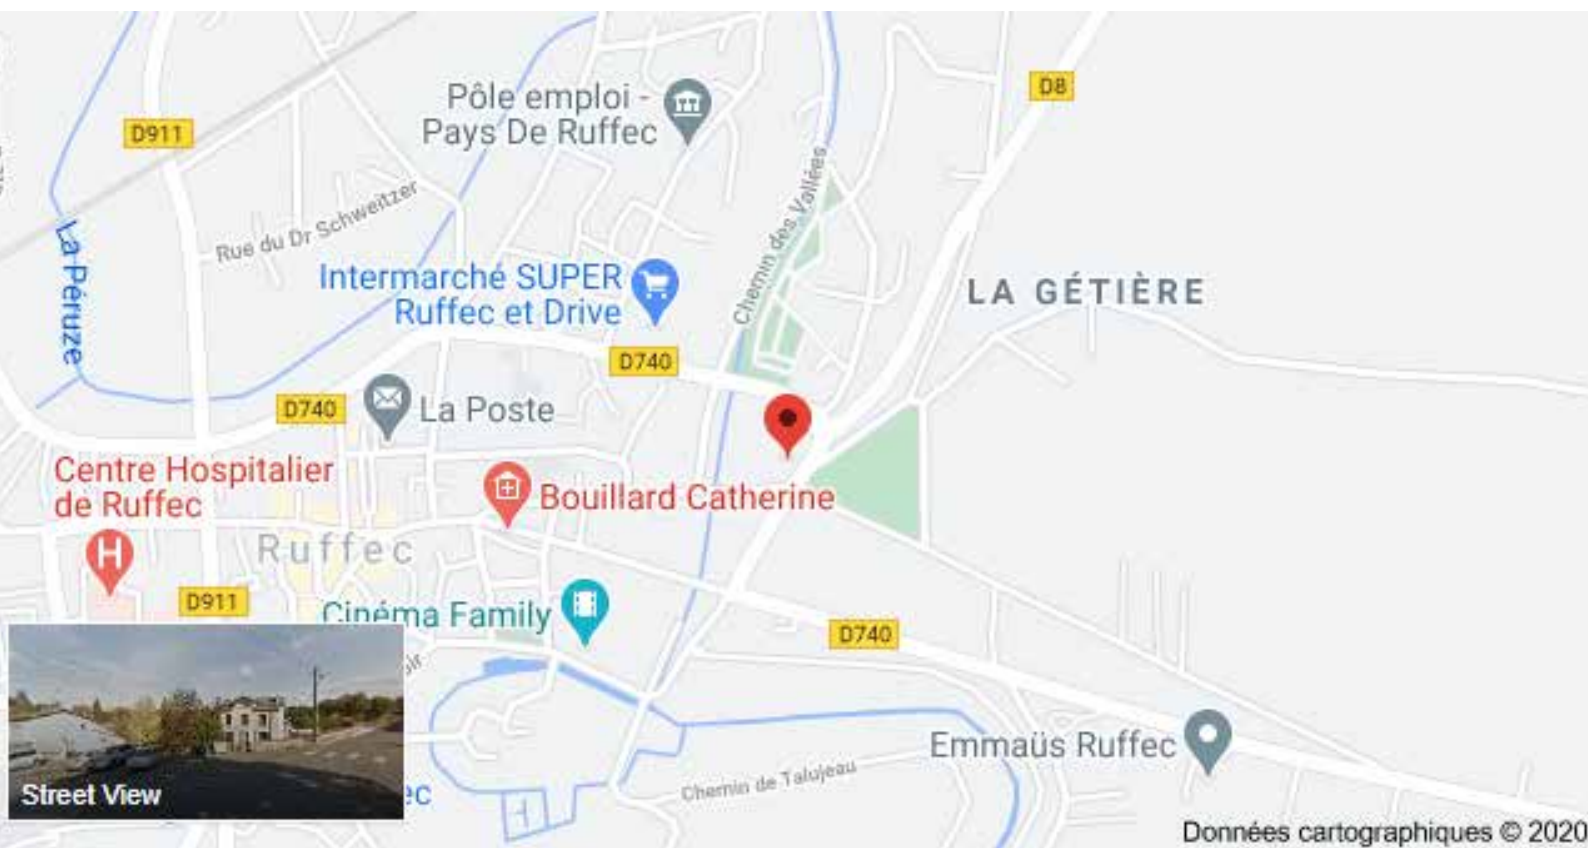 D8
Pôle emploi -
Pays De Ruffec
D911
Chemin des Vallées
Rue du Dr Schweitzer
La Péruze
Intermarché SUPER
Ruffec et Drive
LA GÉTIÈRE
D740
D740
La Poste
Centre Hospitalier
de Ruffec
H
Bouillard Catherine
Ruffec
D911
Cinéma Family
D740
Emmaüs Ruffec
Chemin de Talujeau
Street View
ec
Données cartographiques © 2020